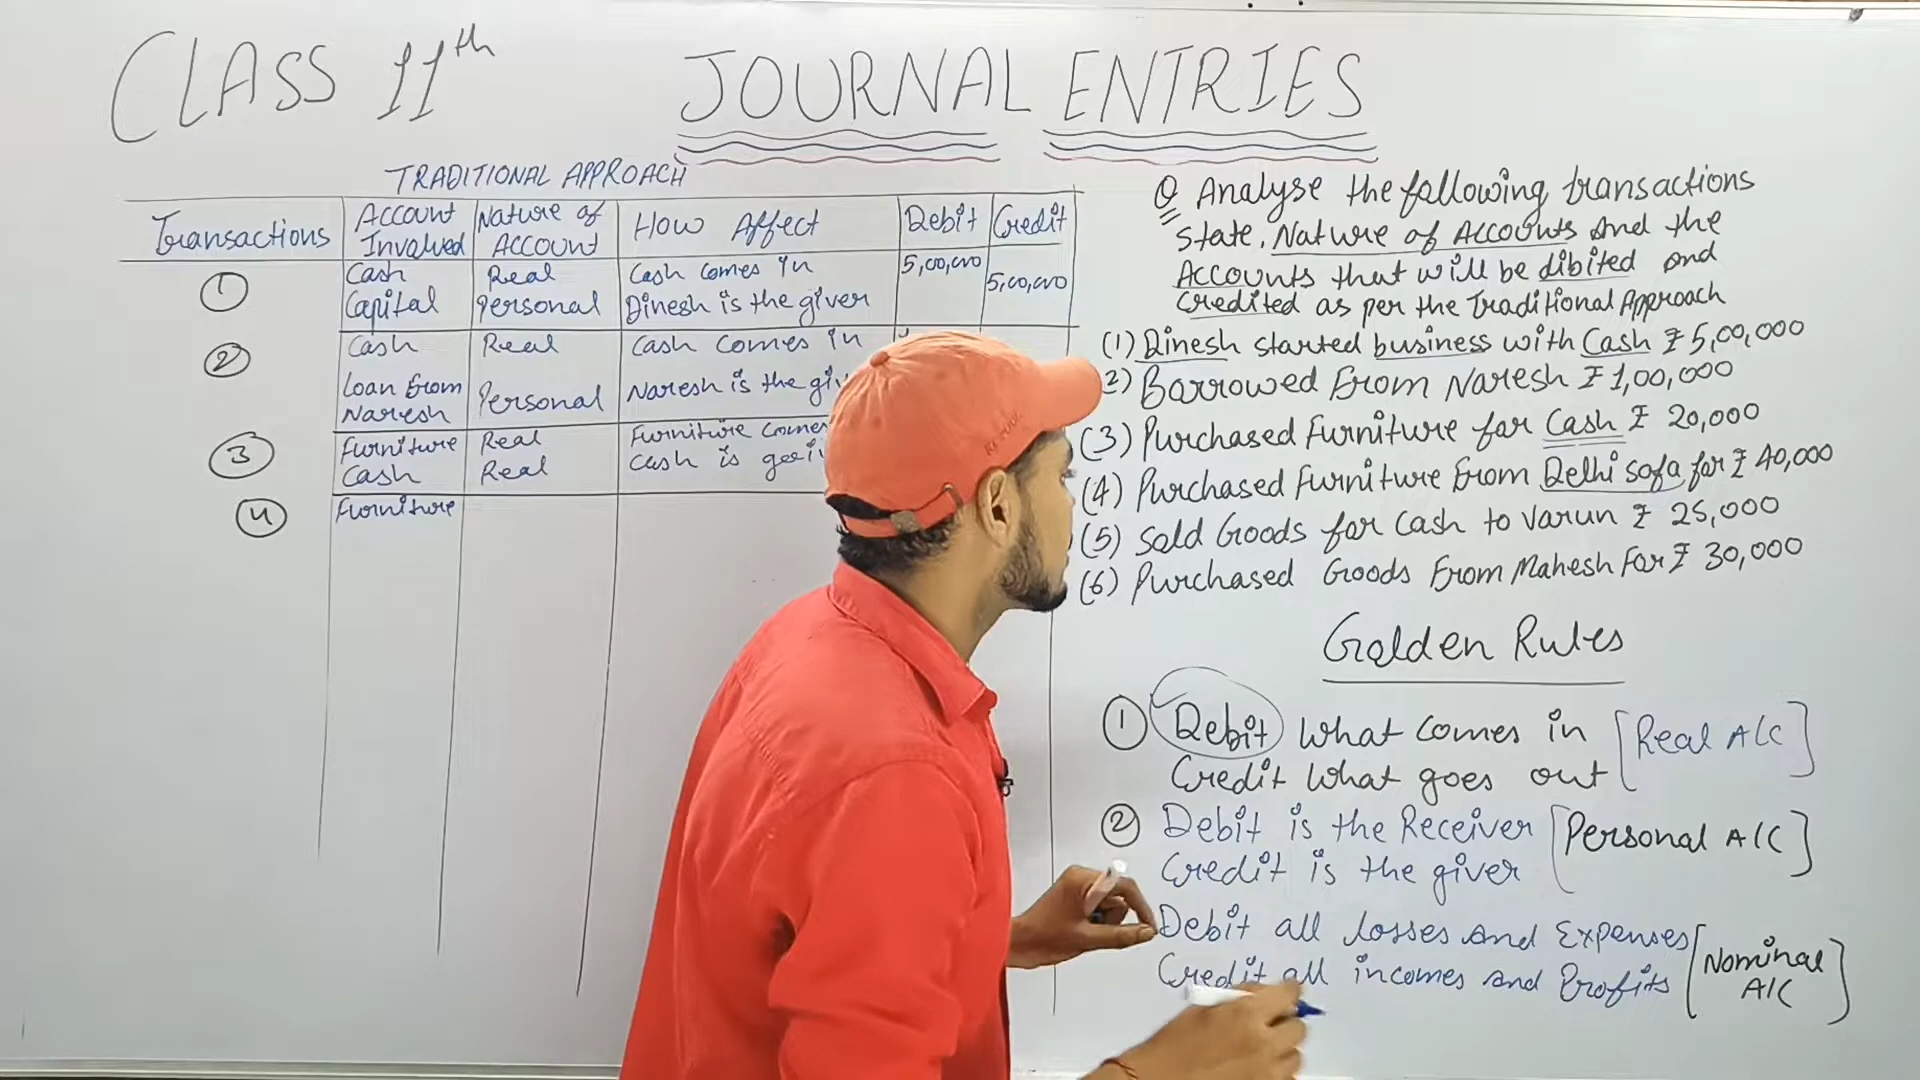 CLASS 11th
JOURNAL ENTRIES
TRADITIONAL APPROACH
Transactions
Account Involved
Nature of Account
How Affect
Debit
Credit
1
Cash Real Cash comes in 5,00,000
Capital Personal Dinesh is the giver 5,00,000
2
Cash Real Cash comes in
Loan From Naresh Personal Naresh is the
3
Furniture Real Furniture comes
Cash Real Cash is
4
Furniture
Q Analyse the following transactions
State, Nature of Accounts and the
Accounts that will be dibited and
Credited as per the Traditional Approach
(1) Dinesh started business with Cash ₹ 5,00,000
2) Barrowed From Naresh ₹ 1,00,000
(3) Purchased Furniture for Cash ₹ 20,000
(4) Purchased Furniture From Delhi Sofa for ₹ 40,000
(5) Sold Goods for Cash to Varun ₹ 25,000
(6) Purchased Goods From Mahesh For ₹ 30,000
Golden Rules
1 Debit What Comes in [Real A/C]
Credit What goes out
2 Debit is the Receiver [Personal A/C]
Credit is the giver
Debit all losses and Expenses [Nominal A/C]
Credit all incomes and Profits